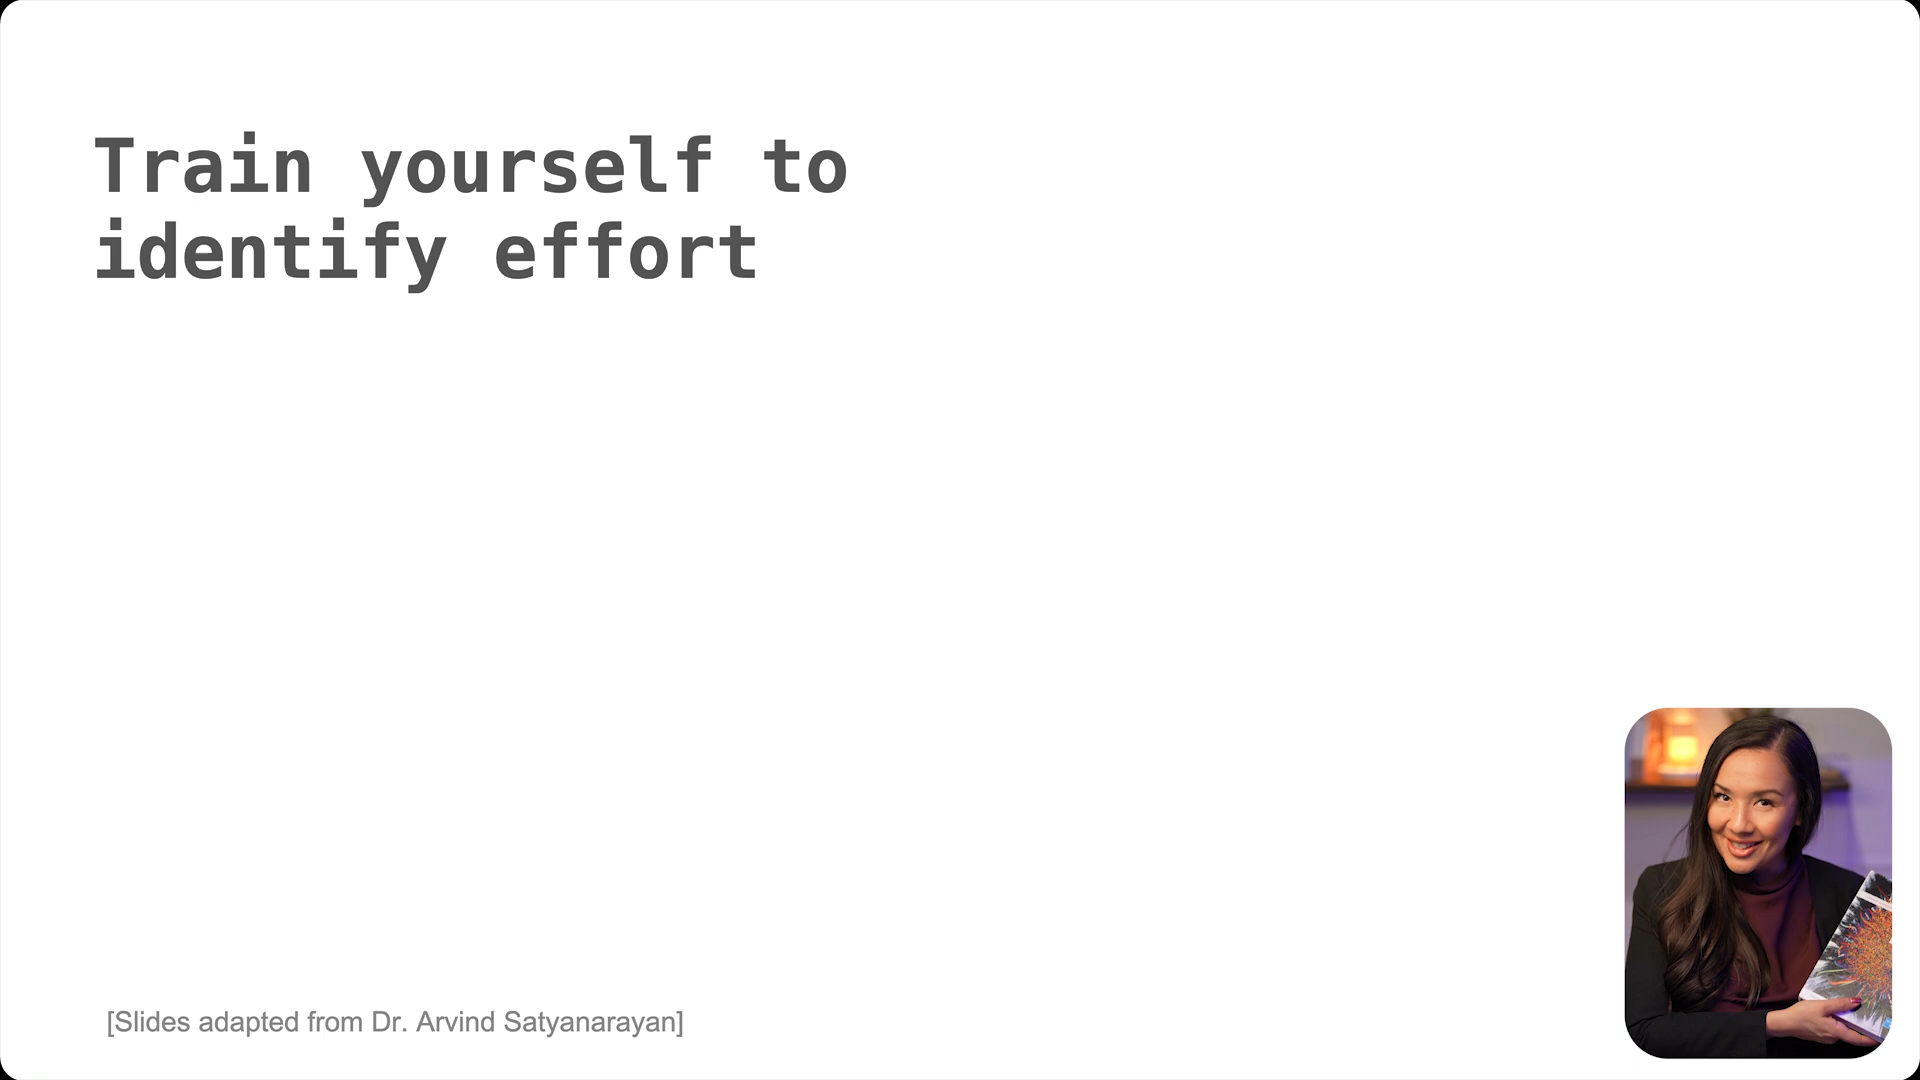 Train yourself to
identify effort
[Slides adapted from Dr. Arvind Satyanarayan]